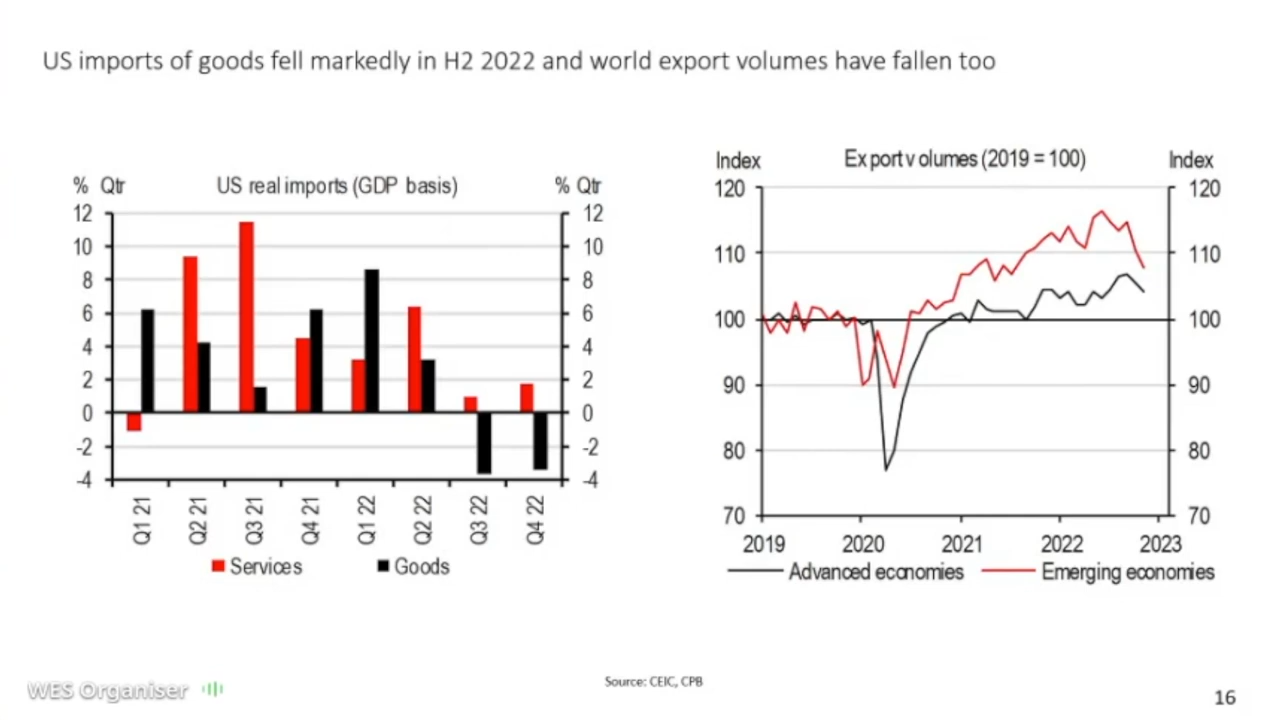 US imports of goods fell markedly in H2 2022 and world export volumes have fallen too
% Qtr US real imports (GDP basis) % Qtr
12 12
10 10
8 8
6 6
4 4
2 2
0 0
-2 -2
-4 -4
Q1 21 Q2 21 Q3 21 Q4 21 Q1 22 Q2 22 Q3 22 Q4 22
Services Goods
Index Export volumes (2019 = 100) Index
120 120
110 110
100 100
90 90
80 80
70 70
2019 2020 2021 2022 2023
Advanced economies Emerging economies
Source: CEIC, CPB
WES Organiser
16